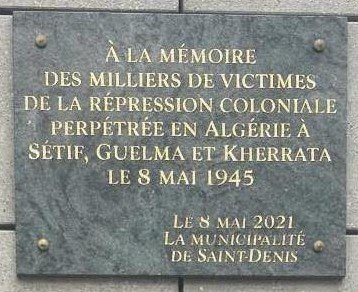 À LA MÉMOIRE
DES MILLIERS DE VICTIMES
DE LA RÉPRESSION COLONIALE
PERPÉTRÉE EN ALGÉRIE À
SÉTIF, GUELMA ET KHERRATA
LE 8 MAI 1945
LE 8 MAI 2021
LA MUNICIPALITÉ
DE SAINT-DENIS